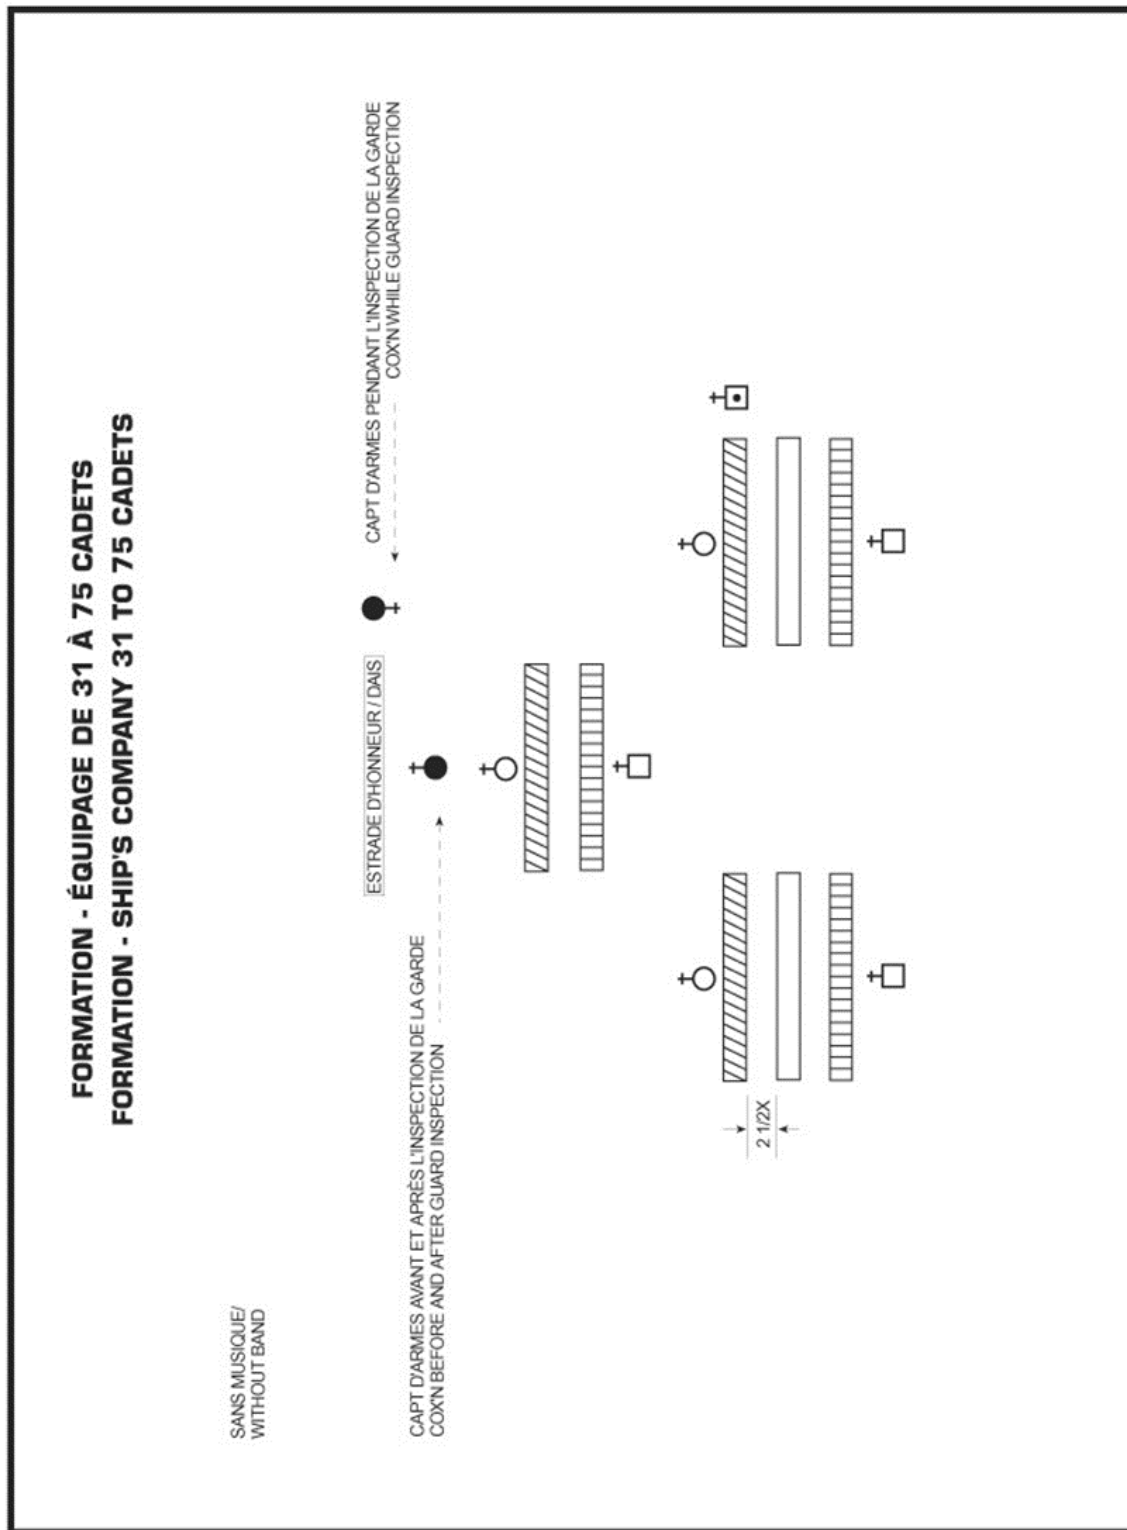 FORMATION - ÉQUIPAGE DE 31 À 75 CADETS
FORMATION - SHIP'S COMPANY 31 TO 75 CADETS
SANS MUSIQUE/
WITHOUT BAND
CAPT D'ARMES PENDANT L'INSPECTION DE LA GARDE
COX'N WHILE GUARD INSPECTION
ESTRADE D'HONNEUR / DAIS
CAPT D'ARMES AVANT ET APRÈS L'INSPECTION DE LA GARDE
COX'N BEFORE AND AFTER GUARD INSPECTION
2 1/2X